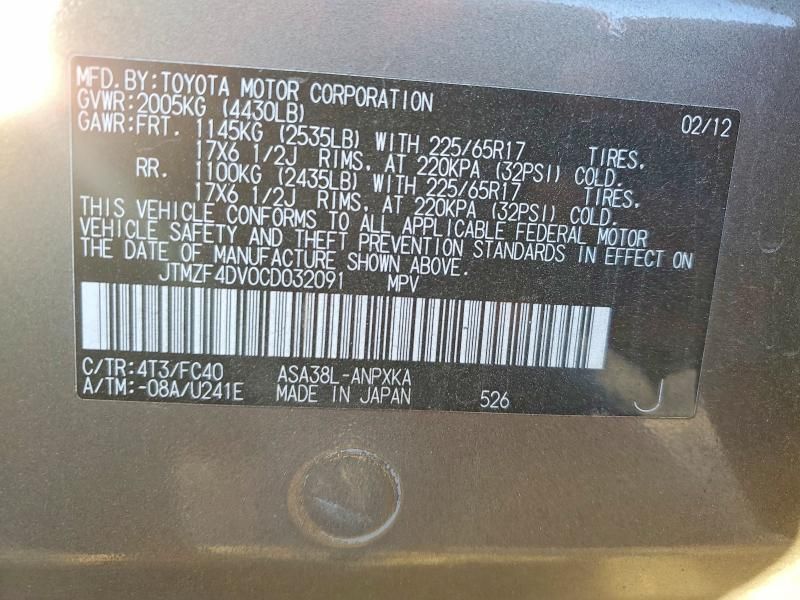 MFD.BY:TOYOTA MOTOR CORPORATION
GVWR:2005KG (4430LB) 02/12
GAWR:FRT. 1145KG (2535LB) WITH 225/65R17 TIRES.
17X6 1/2J RIMS. AT 220KPA (32PSI) COLD.
RR. 1100KG (2435LB) WITH 225/65R17 TIRES.
17X6 1/2J RIMS. AT 220KPA (32PSI) COLD.
THIS VEHICLE CONFORMS TO ALL APPLICABLE FEDERAL MOTOR
VEHICLE SAFETY AND THEFT PREVENTION STANDARDS IN EFFECT ON
THE DATE OF MANUFACTURE SHOWN ABOVE.
JTMZF4DV0CD032091 MPV
C/TR:4T3/FC40 ASA38L-ANPXKA
A/TM:-08A/U241E MADE IN JAPAN 526 J